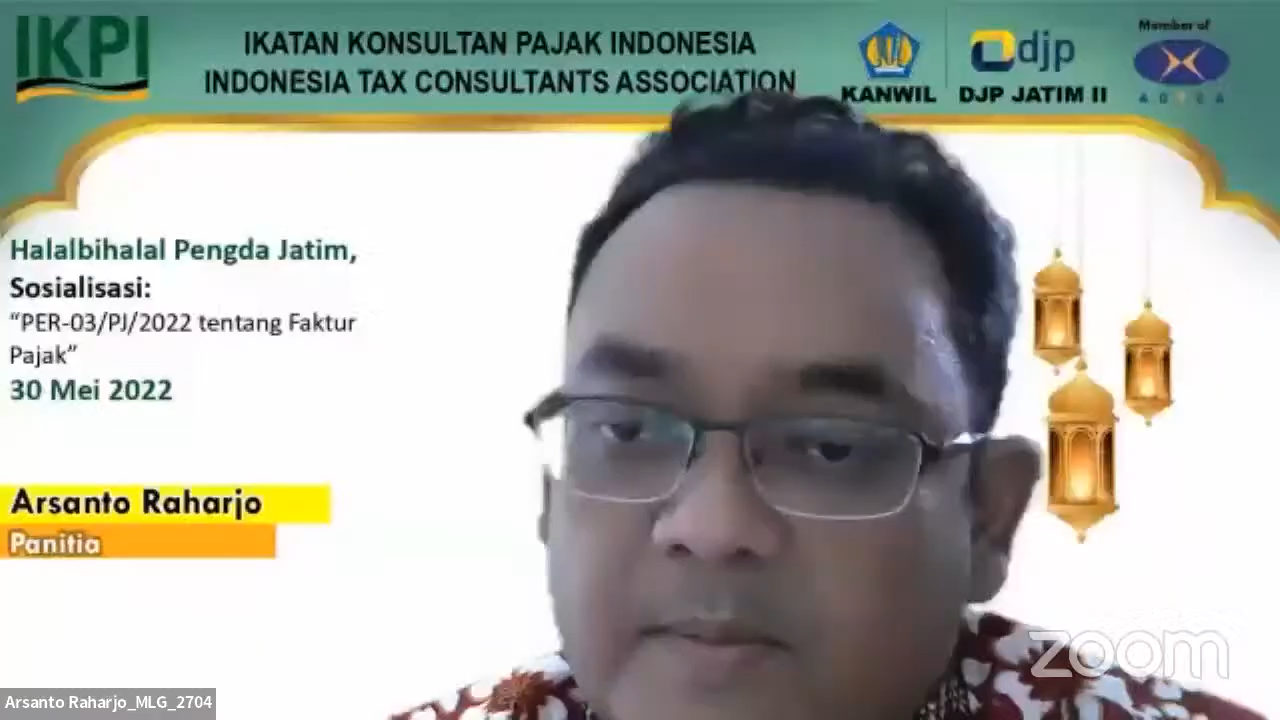 IKPI
IKATAN KONSULTAN PAJAK INDONESIA
INDONESIA TAX CONSULTANTS ASSOCIATION
KANWIL
djp
DJP JATIM II
Member of
AOTCA
Halalbihalal Pengda Jatim,
Sosialisasi:
“PER-03/PJ/2022 tentang Faktur
Pajak”
30 Mei 2022
Arsanto Raharjo
Panitia
zoom
Arsanto Raharjo_MLG_2704